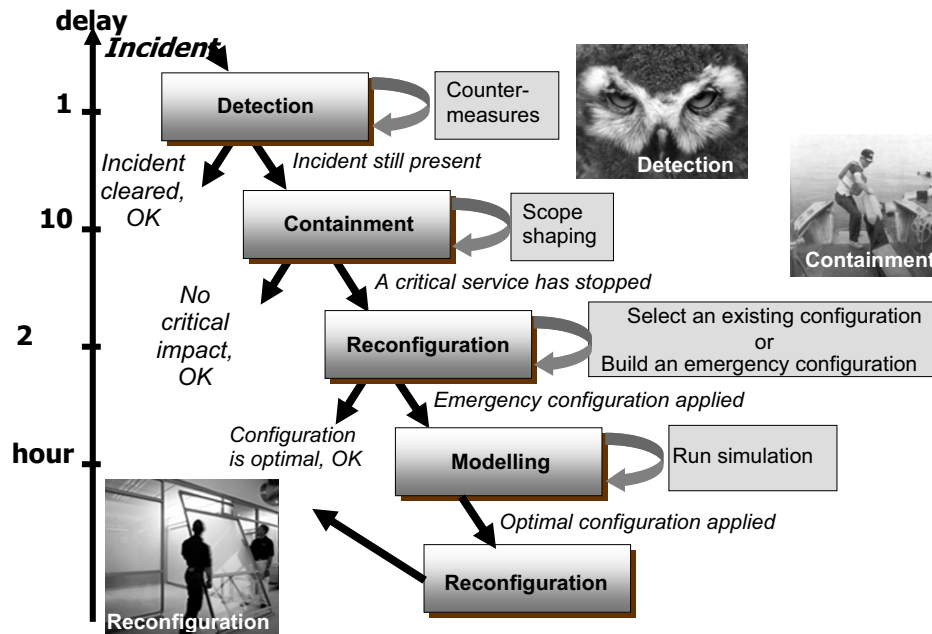 delay
Incident
Detection
Counter-
measures
1
Incident
cleared,
OK
Incident still present
Detection
10
Containment
Scope
shaping
Containment
No
critical
impact,
OK
A critical service has stopped
2
Reconfiguration
Select an existing configuration
or
Build an emergency configuration
Emergency configuration applied
Configuration
is optimal, OK
hour
Modelling
Run simulation
Optimal configuration applied
Reconfiguration
Reconfiguration